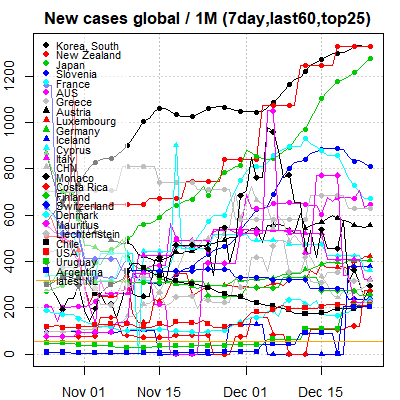 New cases global / 1M (7day,last60,top25)
Korea, South
New Zealand
Japan
Slovenia
France
AUS
Greece
Austria
Luxembourg
Germany
Iceland
Cyprus
Italy
CHN
Monaco
Costa Rica
Finland
Switzerland
Denmark
Mauritius
Liechtenstein
Chile
USA
Uruguay
Argentina
latest NL
0
200
400
600
800
1000
1200
Nov 01
Nov 15
Dec 01
Dec 15